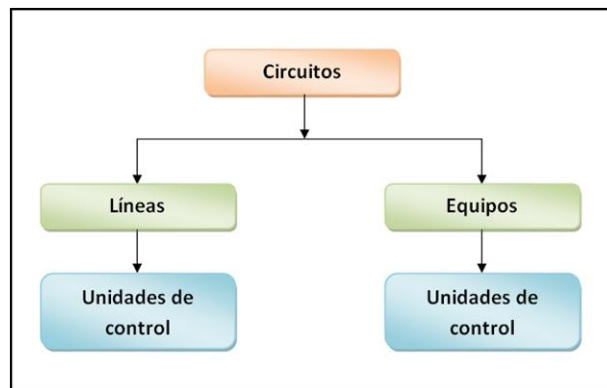 Circuitos
Líneas
Equipos
Unidades de
control
Unidades de
control